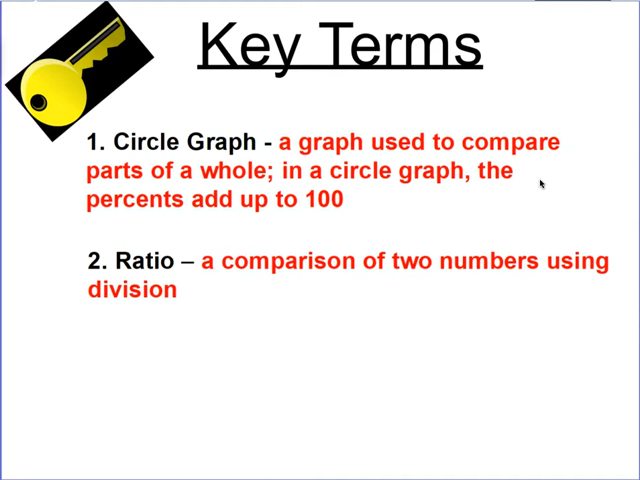 Key Terms
1. Circle Graph - a graph used to compare
parts of a whole; in a circle graph, the
percents add up to 100
2. Ratio – a comparison of two numbers using
division